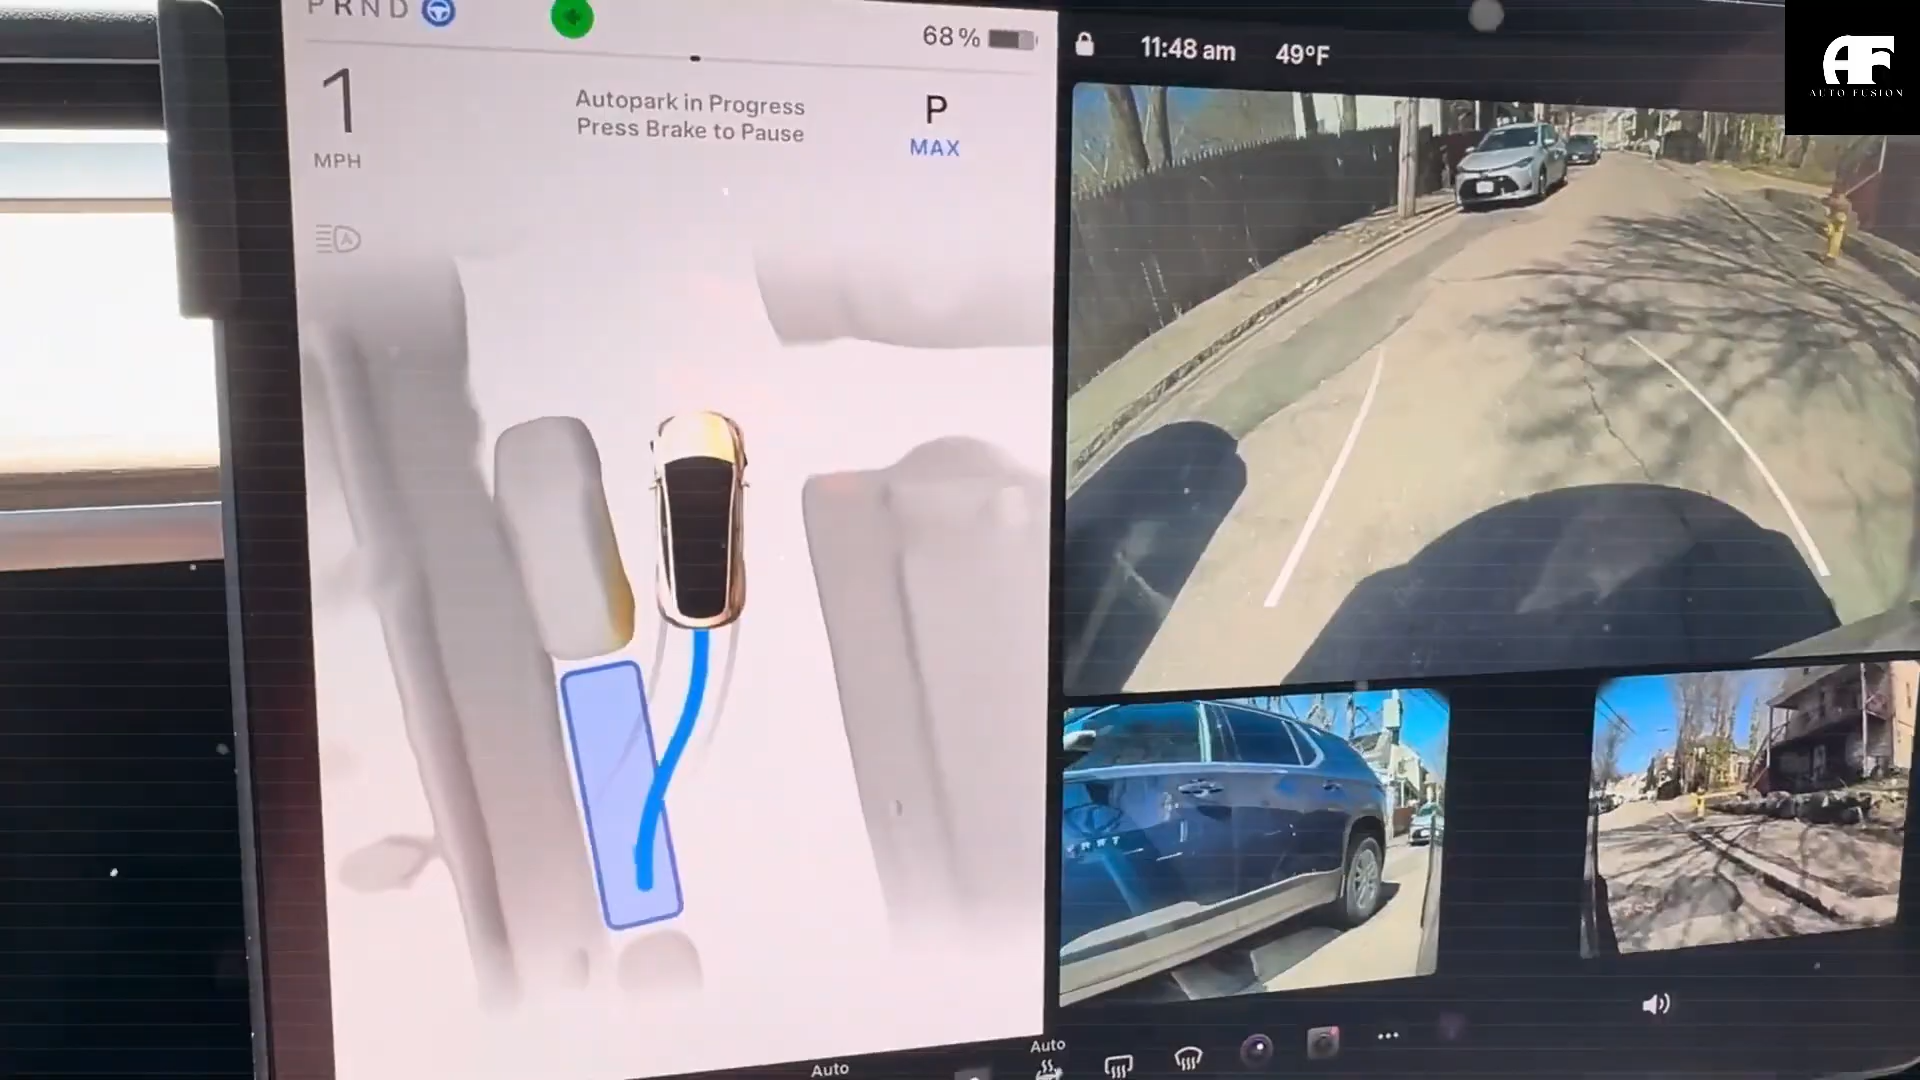 P R N D
68%
11:48 am 49°F
AF
AUTO FUSION
1
MPH
Autopark in Progress
Press Brake to Pause
P
MAX
Auto
Auto